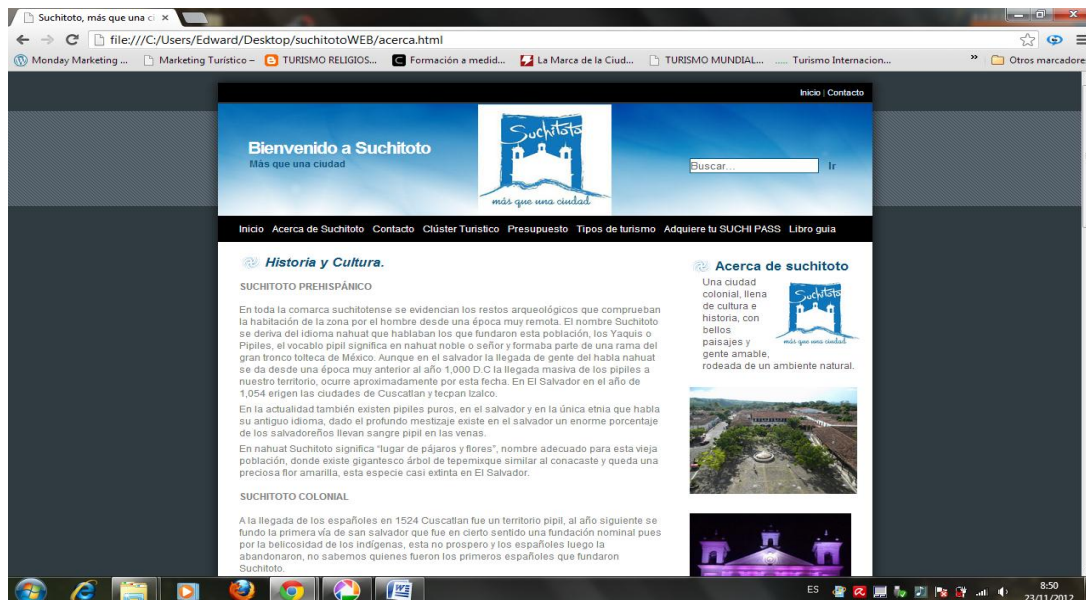 Suchitoto, más que una ci
file:///C:/Users/Edward/Desktop/suchitotoWEB/acerca.html
Monday Marketing ... Marketing Turístico – TURISMO RELIGIOS... Formación a medid... La Marca de la Ciud... TURISMO MUNDIAL... Turismo Internacion... » Otros marcadore
Inicio | Contacto
Bienvenido a Suchitoto
Más que una ciudad
Suchitoto
más que una ciudad
Buscar... Ir
Inicio Acerca de Suchitoto Contacto Clúster Turistico Presupuesto Tipos de turismo Adquiere tu SUCHI PASS Libro guia
Historia y Cultura.
SUCHITOTO PREHISPÁNICO
En toda la comarca suchitotense se evidencian los restos arqueológicos que comprueban
la habitación de la zona por el hombre desde una época muy remota. El nombre Suchitoto
se deriva del idioma nahuat que hablaban los que fundaron esta población, los Yaquis o
Pipiles, el vocablo pipil significa en nahuat noble o señor y formaba parte de una rama del
gran tronco tolteca de México. Aunque en el salvador la llegada de gente del habla nahuat
se da desde una época muy anterior al año 1,000 D.C la llegada masiva de los pipiles a
nuestro territorio, ocurre aproximadamente por esta fecha. En El Salvador en el año de
1,054 erigen las ciudades de Cuscatlan y tecpan Izalco.
En la actualidad también existen pipiles puros, en el salvador y en la única etnia que habla
su antiguo idioma, dado el profundo mestizaje existe en el salvador un enorme porcentaje
de los salvadoreños llevan sangre pipil en las venas.
En nahuat Suchitoto significa “lugar de pájaros y flores”, nombre adecuado para esta vieja
población, donde existe gigantesco árbol de tepemixque similar al conacaste y queda una
preciosa flor amarilla, esta especie casi extinta en El Salvador.
SUCHITOTO COLONIAL
A la llegada de los españoles en 1524 Cuscatlan fue un territorio pipil, al año siguiente se
fundo la primera vía de san salvador que fue en cierto sentido una fundación nominal pues
por la belicosidad de los indígenas, esta no prospero y los españoles luego la
abandonaron, no sabemos quienes fueron los primeros españoles que fundaron
Suchitoto.
Acerca de suchitoto
Una ciudad
colonial, llena
de cultura e
historia, con
bellos
paisajes y
gente amable,
rodeada de un ambiente natural.
Suchitoto
más que una ciudad
ES
8:50
23/11/2012